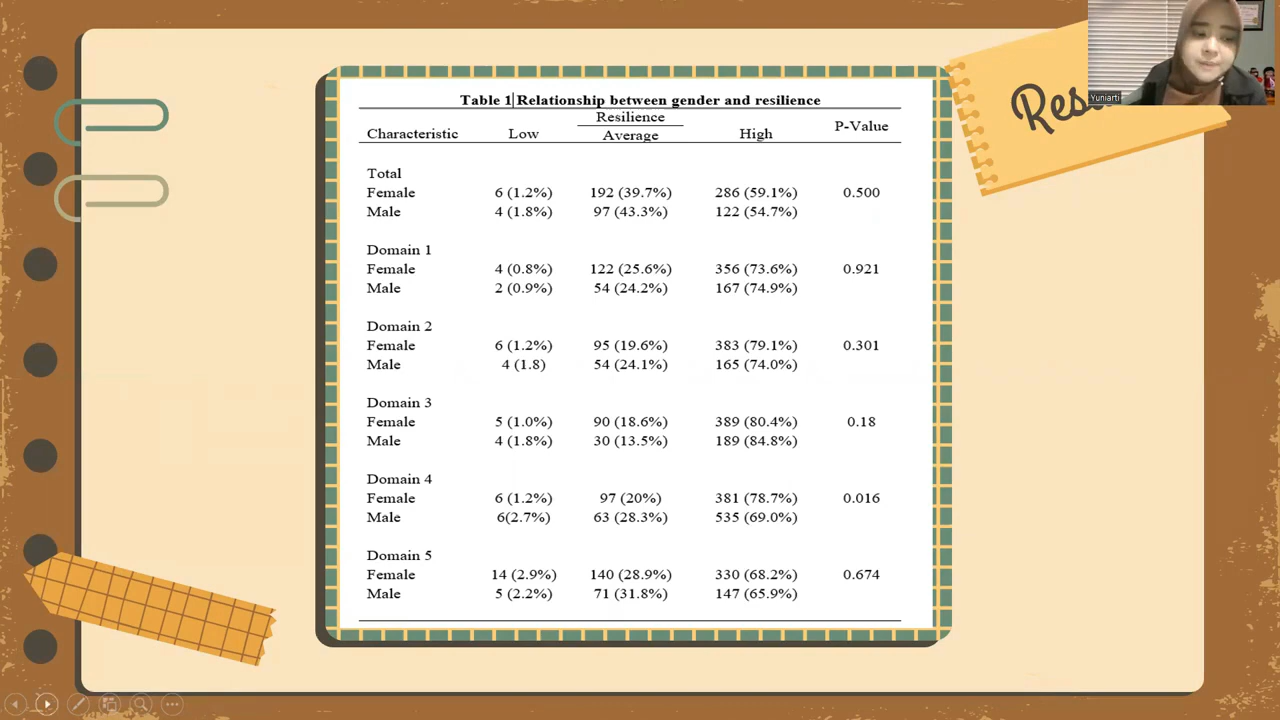 Table 1 Relationship between gender and resilience
Resilience
Characteristic Low Average High P-Value
Total
Female 6 (1.2%) 192 (39.7%) 286 (59.1%) 0.500
Male 4 (1.8%) 97 (43.3%) 122 (54.7%)
Domain 1
Female 4 (0.8%) 122 (25.6%) 356 (73.6%) 0.921
Male 2 (0.9%) 54 (24.2%) 167 (74.9%)
Domain 2
Female 6 (1.2%) 95 (19.6%) 383 (79.1%) 0.301
Male 4 (1.8) 54 (24.1%) 165 (74.0%)
Domain 3
Female 5 (1.0%) 90 (18.6%) 389 (80.4%) 0.18
Male 4 (1.8%) 30 (13.5%) 189 (84.8%)
Domain 4
Female 6 (1.2%) 97 (20%) 381 (78.7%) 0.016
Male 6(2.7%) 63 (28.3%) 535 (69.0%)
Domain 5
Female 14 (2.9%) 140 (28.9%) 330 (68.2%) 0.674
Male 5 (2.2%) 71 (31.8%) 147 (65.9%)
Yuniarti